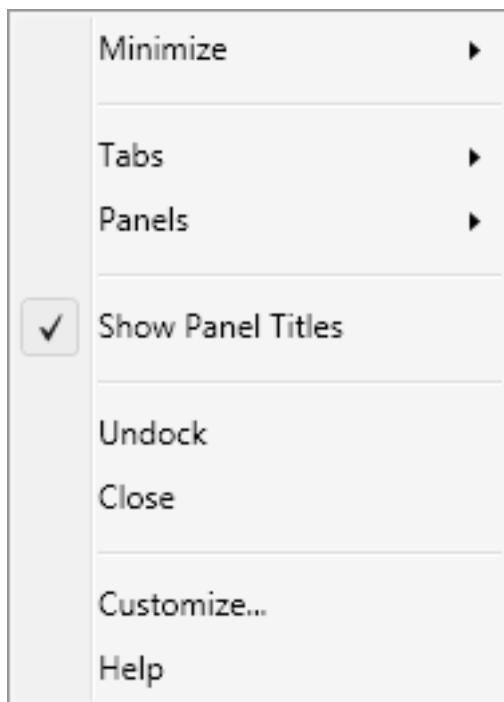 Minimize
Tabs
Panels
Show Panel Titles
Undock
Close
Customize...
Help